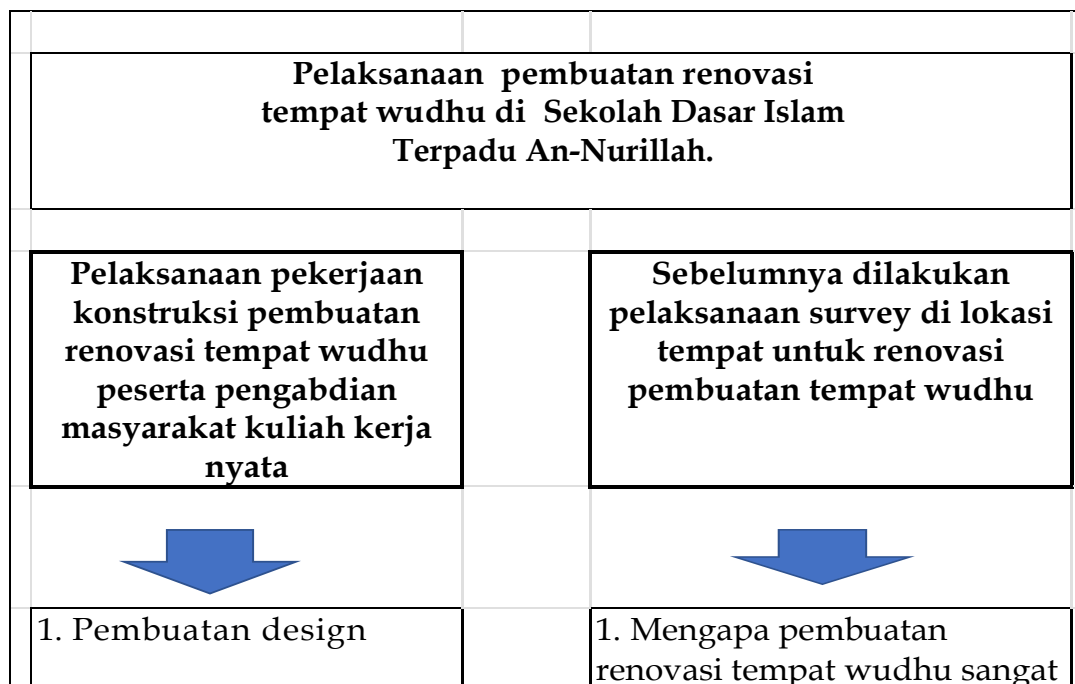 Pelaksanaan pembuatan renovasi
tempat wudhu di Sekolah Dasar Islam
Terpadu An-Nurillah.
Pelaksanaan pekerjaan
konstruksi pembuatan
renovasi tempat wudhu
peserta pengabdian
masyarakat kuliah kerja
nyata
Sebelumnya dilakukan
pelaksanaan survey di lokasi
tempat untuk renovasi
pembuatan tempat wudhu
1. Pembuatan design
1. Mengapa pembuatan
renovasi tempat wudhu sangat